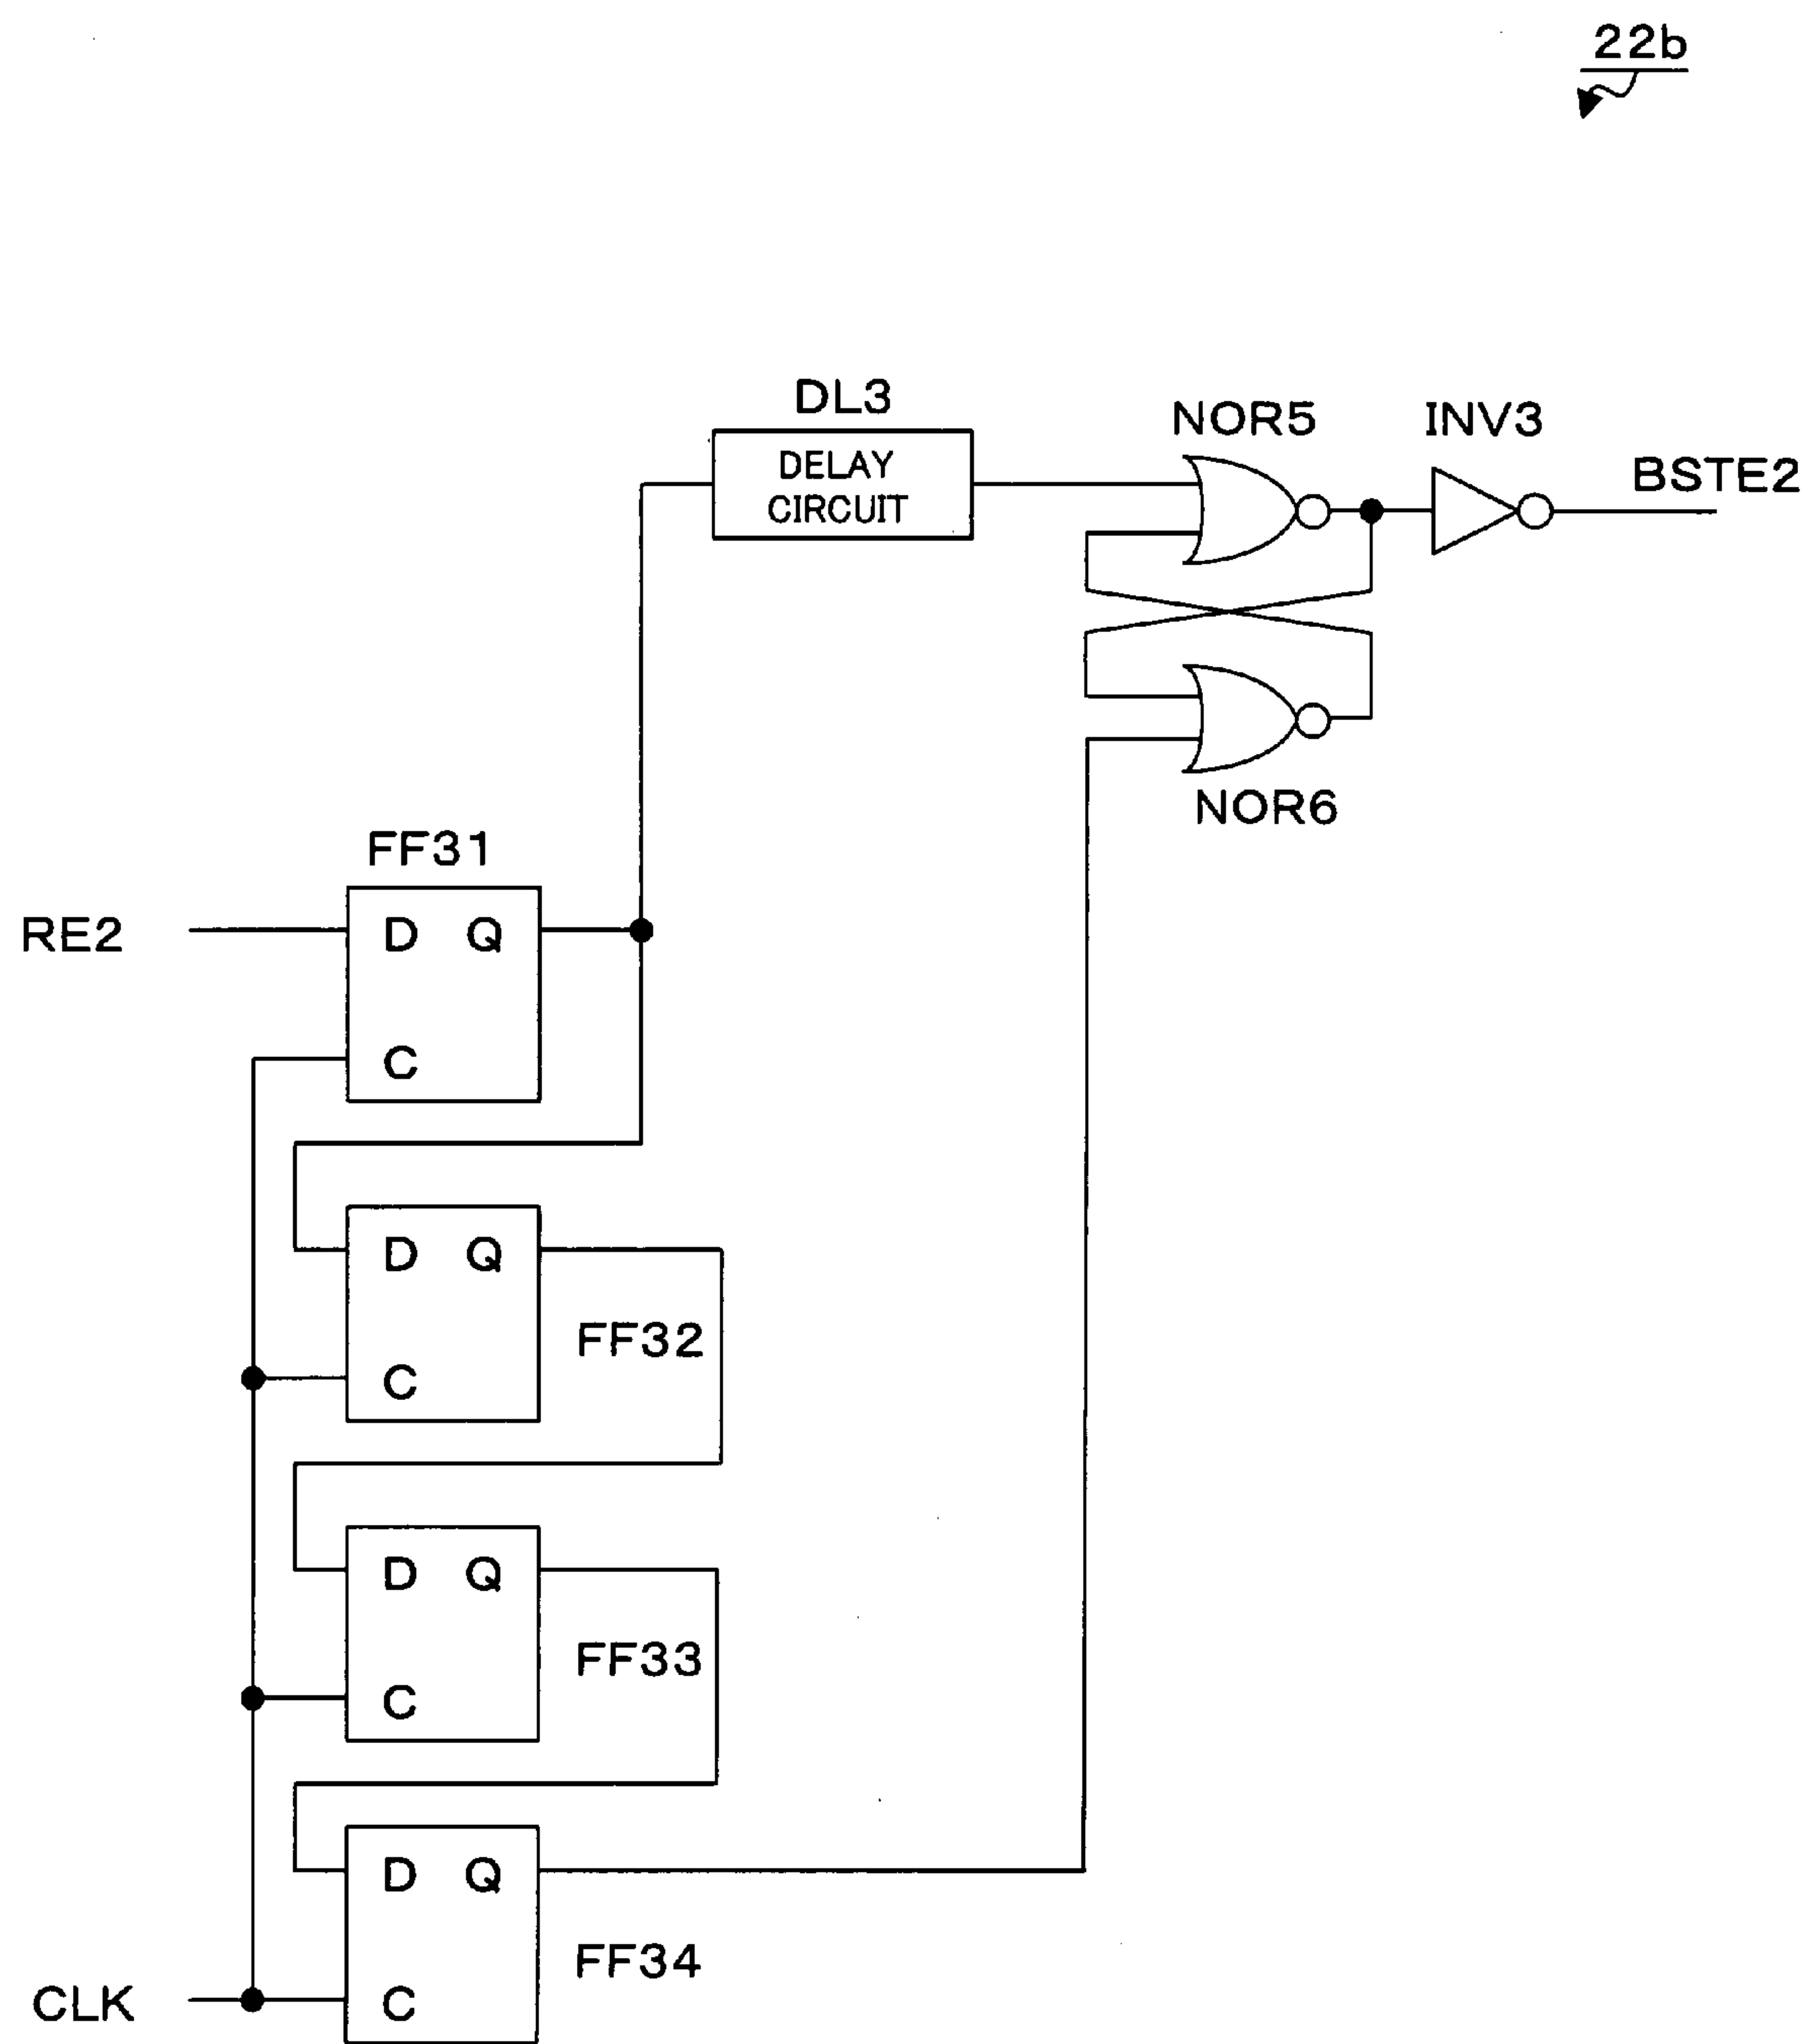 22b
DL3
DELAY
CIRCUIT
NOR5
INV3
BSTE2
NOR6
FF31
RE2
D Q
C
D Q
FF32
C
D Q
FF33
C
D Q
FF34
CLK
C